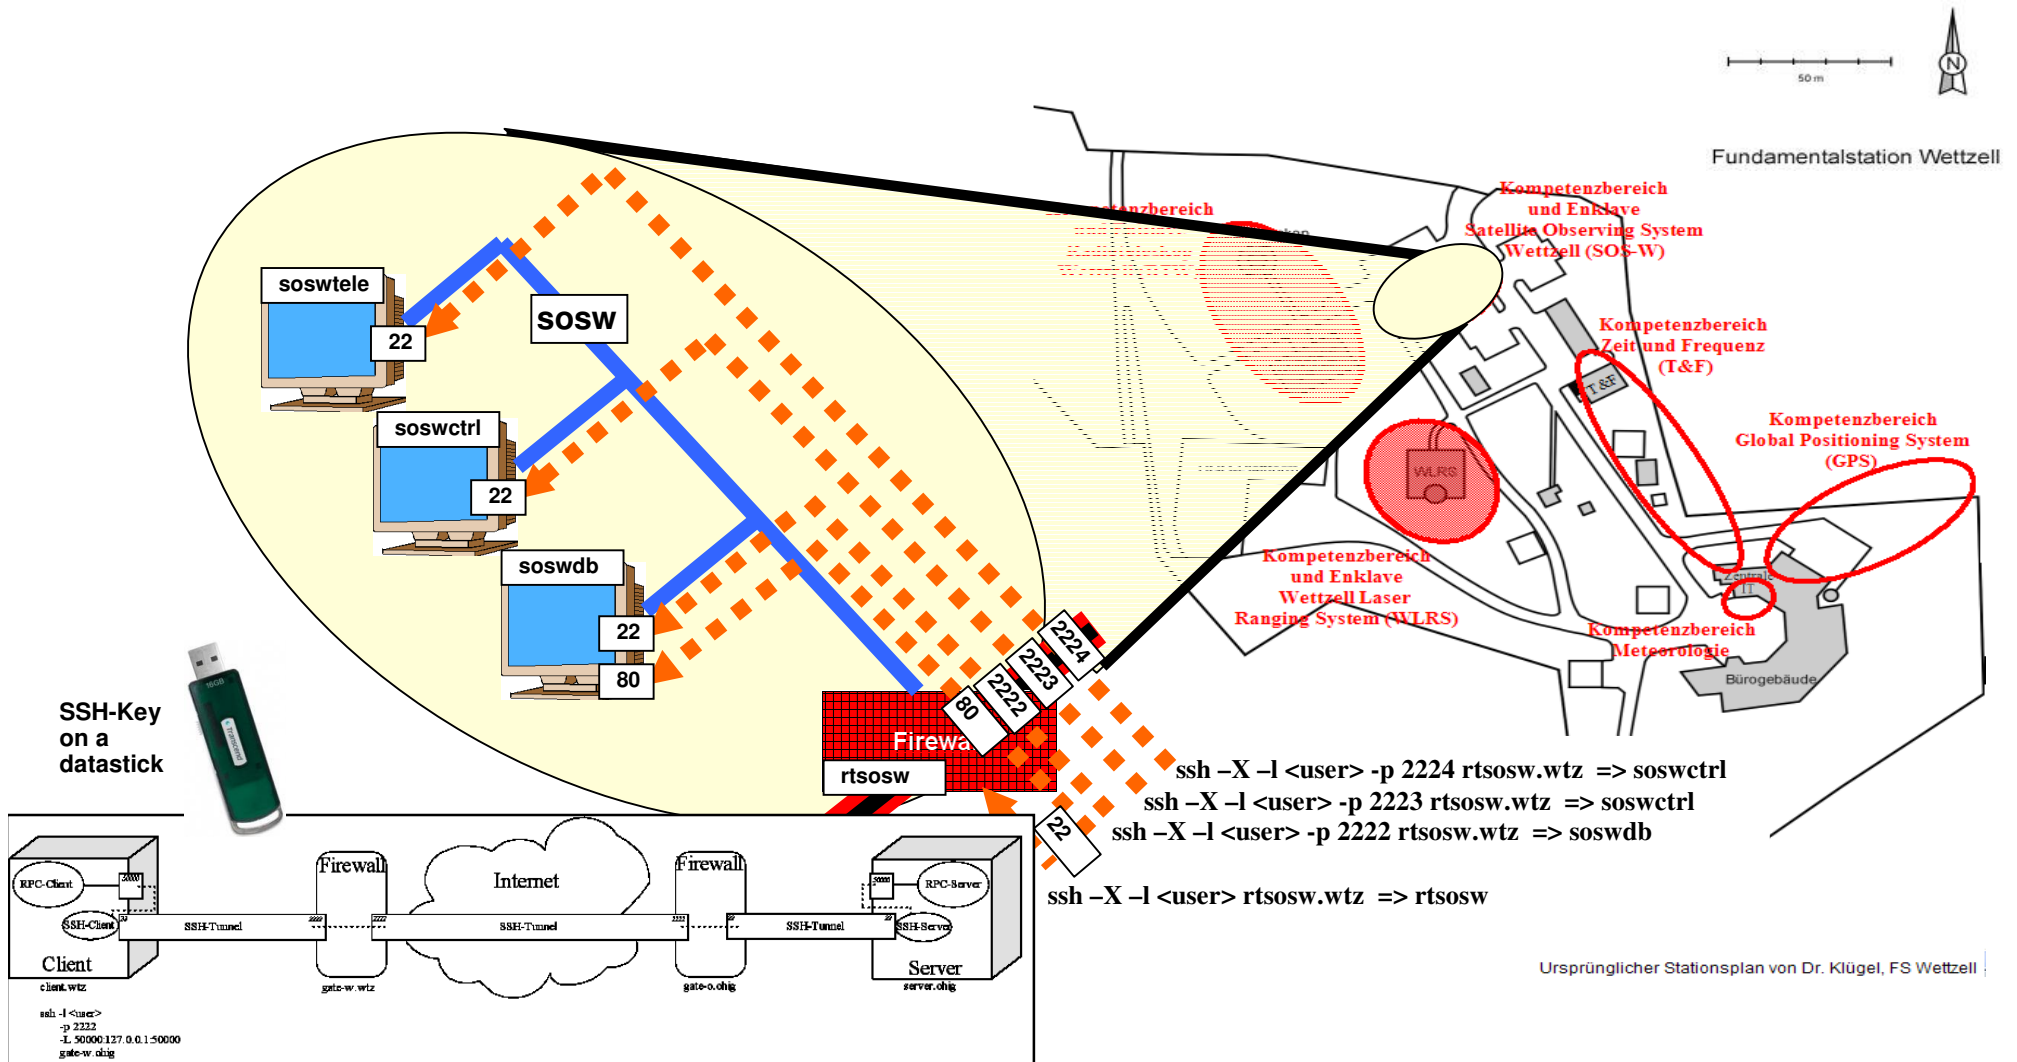 50 m
N
Fundamentalstation Wettzell
Kompetenzbereich
und Enklave
Satellite Observing System
Wettzell (SOS-W)
Kompetenzbereich
Zeit und Frequenz
(T&F)
T &F
Kompetenzbereich
Global Positioning System
(GPS)
WLRS
Kompetenzbereich
und Enklave
Wettzell Laser
Ranging System (WLRS)
Zentrale
IT
Kompetenzbereich
Meteorologie
Bürogebäude
soswtele
22
sosw
soswctrl
22
soswdb
22
80
80
2222
2223
2224
rtsosw
22
SSH-Key
on a
datastick
16GB
Transcend
ssh –X –l <user> -p 2224 rtsosw.wtz => soswctrl
ssh –X –l <user> -p 2223 rtsosw.wtz => soswctrl
ssh –X –l <user> -p 2222 rtsosw.wtz => soswdb
ssh –X –l <user> rtsosw.wtz => rtsosw
Ursprünglicher Stationsplan von Dr. Klügel, FS Wettzell
RPC-Client
50000
SSH-Client
SSH-Tunnel
Client
client.wtz
Firewall
gate-w.wtz
Internet
SSH-Tunnel
Firewall
gate-o.ohig
SSH-Tunnel
50000
RPC-Server
SSH-Server
Server
server.ohig
ssh -l <user>
-p 2222
-L 50000:127.0.0.1:50000
gate-w.ohig